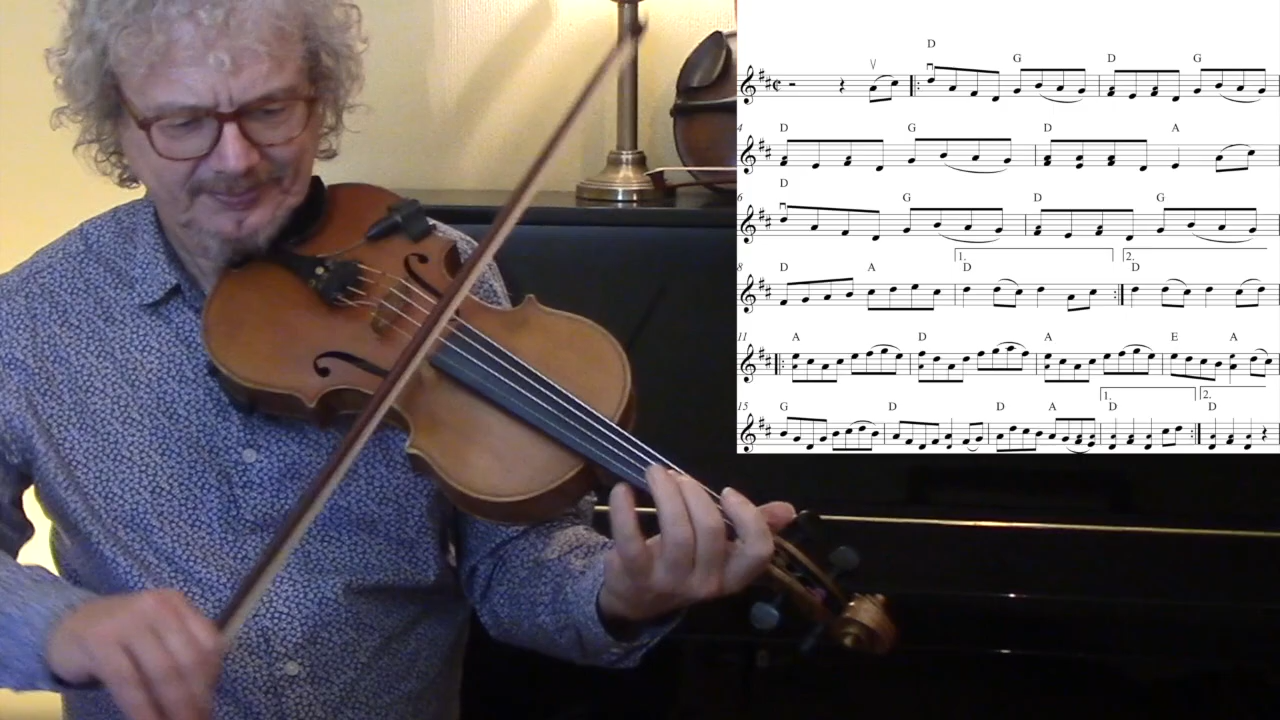 D G D G
4 D G D A
6 D G D G
8 D A 1. D 2. D
11 A D A E A
15 G D D A 1. D 2. D